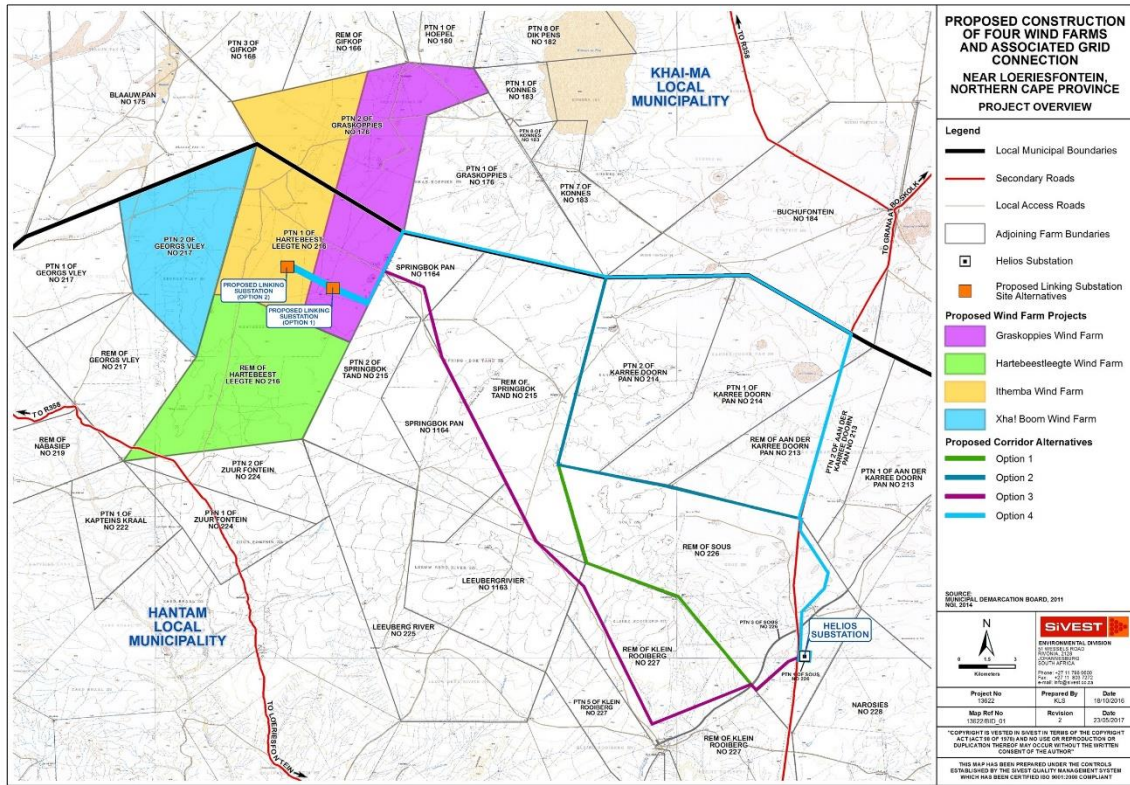 PTN 3 OF
GIFKOP
NO 166
REM OF
GIFKOP
NO 166
PTN 1 OF
HOEPEL
NO 180
PTN 8 OF
DIK PENS
NO 182
TO R358
BLAAUW PAN
NO 175
PTN 2 OF
GRASKOPPIES
NO 176
PTN 1 OF
KONNES
NO 183
KHAI-MA
LOCAL
MUNICIPALITY
PTN 1 OF
GRASKOPPIES
NO 176
PTN 7 OF
KONNES
NO 183
BUCHUFONTEIN
NO 184
PTN 2 OF
GEORGS VLEY
NO 217
PTN 1 OF
HARTEBEEST
LEEGTE NO 216
PTN 1 OF
GEORGS VLEY
NO 217
SPRINGBOK PAN
NO 1164
PROPOSED LINKING
SUBSTATION
(OPTION 2)
PROPOSED LINKING
SUBSTATION
(OPTION 1)
REM OF
GEORGS VLEY
NO 217
REM OF
HARTEBEEST
LEEGTE NO 216
PTN 2 OF
SPRINGBOK
TAND NO 215
REM OF
SPRINGBOK
TAND NO 215
PTN 2 OF
KARREE DOORN
PAN NO 214
PTN 1 OF
KARREE DOORN
PAN NO 214
TO R358
REM OF
NABASIEP
NO 219
SPRINGBOK PAN
NO 1164
REM OF AAN DER
KARREE DOORN
PAN NO 213
PTN 2 OF AAN DER
KARREE DOORN
PAN NO 213
PTN 1 OF AAN DER
KARREE DOORN
PAN NO 213
PTN 2 OF
ZUUR FONTEIN
NO 224
PTN 1 OF
KAPTEINS KRAAL
NO 222
PTN 1 OF
ZUUR FONTEIN
NO 224
REM OF SOUS
NO 226
LEEUBERGRIVIER
NO 1163
HANTAM
LOCAL
MUNICIPALITY
LEEUBERG RIVER
NO 225
PTN 5 OF SOUS
NO 226
HELIOS
SUBSTATION
REM OF KLEIN
ROOIBERG
NO 227
PTN 5 OF KLEIN
ROOIBERG
NO 227
NAROSIES
NO 228
REM OF KLEIN
ROOIBERG
NO 227
TO LOERIESFONTEIN
PROPOSED CONSTRUCTION
OF FOUR WIND FARMS
AND ASSOCIATED GRID
CONNECTION
NEAR LOERIESFONTEIN,
NORTHERN CAPE PROVINCE
PROJECT OVERVIEW
Legend
Local Municipal Boundaries
Secondary Roads
Local Access Roads
Adjoining Farm Bundaries
Helios Substation
Proposed Linking Substation
Site Alternatives
Proposed Wind Farm Projects
Graskoppies Wind Farm
Hartebeestleegte Wind Farm
Ithemba Wind Farm
Xha! Boom Wind Farm
Proposed Corridor Alternatives
Option 1
Option 2
Option 3
Option 4
SOURCE:
MUNICIPAL DEMARCATION BOARD, 2011
NGI, 2014
N
0 1.5 3
Kilometers
SiVEST
ENVIRONMENTAL DIVISION
51 WESSELS ROAD
RIVONIA, 2128
JOHANNESBURG
SOUTH AFRICA
Project No
13622
Prepared By
KLS
Date
18/10/2016
Map Ref No
13622/BID_01
Revision
2
Date
23/05/2017
"COPYRIGHT IS VESTED IN SiVEST IN TERMS OF THE COPYRIGHT
ACT (ACT 98 OF 1978) AND NO USE OR REPRODUCTION OR
DUPLICATION THEREOF MAY OCCUR WITHOUT THE WRITTEN
CONSENT OF THE AUTHOR"
THIS MAP HAS BEEN PREPARED UNDER THE CONTROLS
ESTABLISHED BY THE SiVEST QUALITY MANAGEMENT SYSTEM
WHICH HAS BEEN CERTIFIED ISO 9001:2008 COMPLIANT